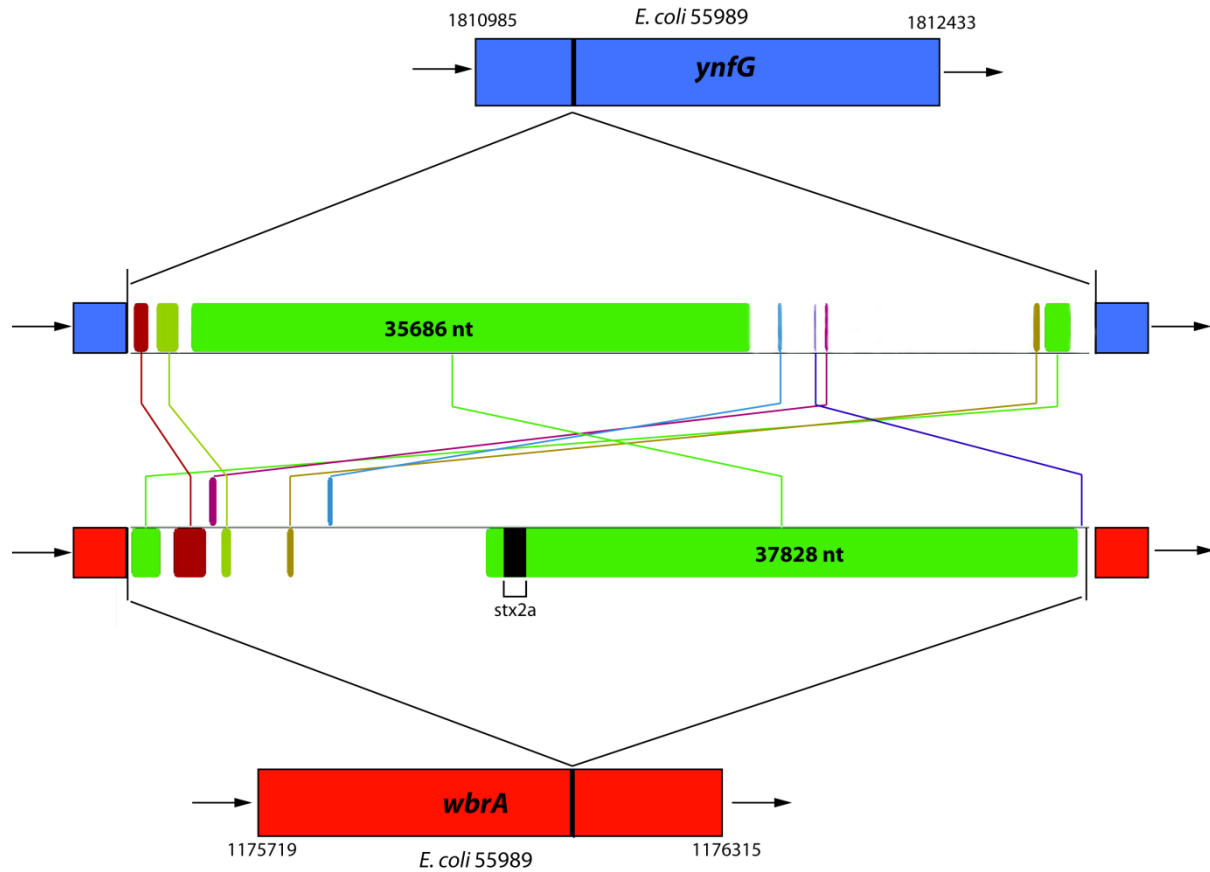 E. coli 55989
1810985
1812433
ynfG
35686 nt
37828 nt
stx2a
wbrA
1175719
1176315
E. coli 55989